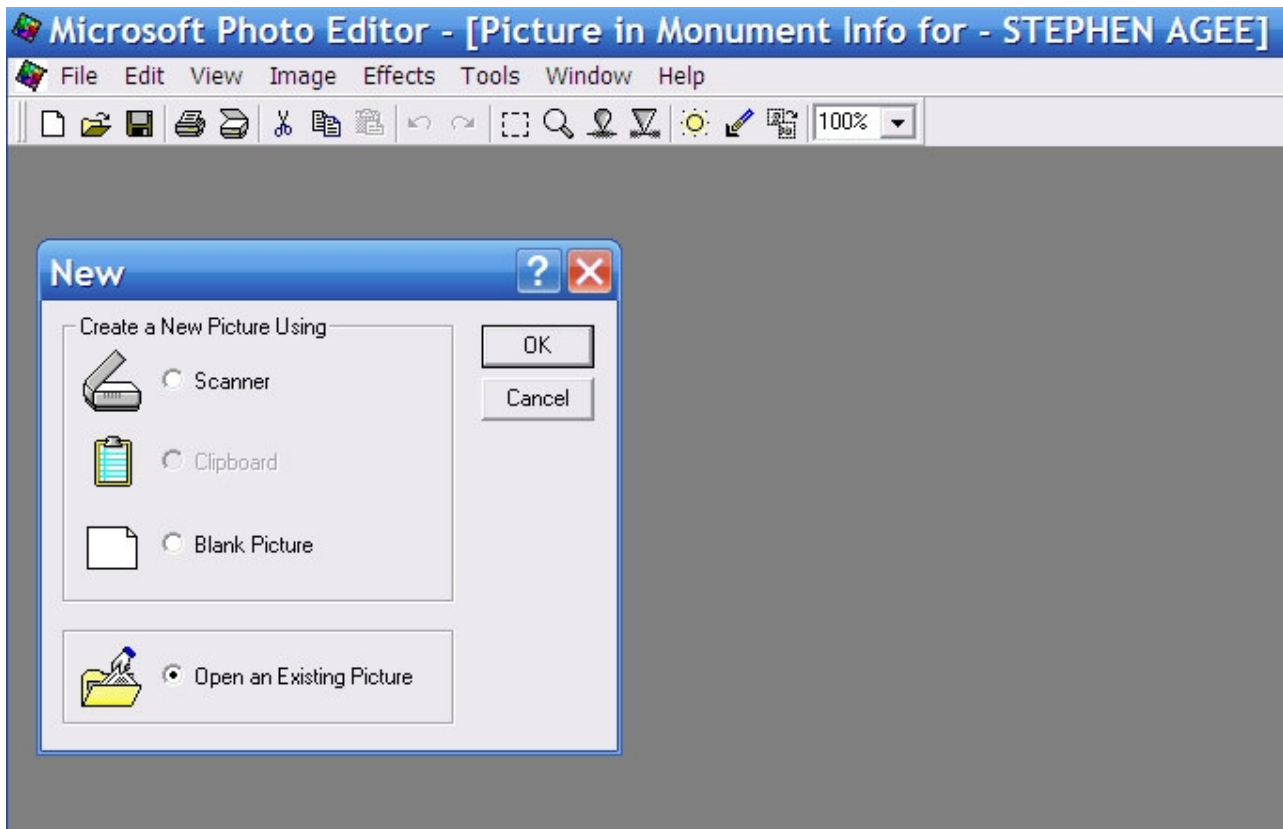 Microsoft Photo Editor - [Picture in Monument Info for - STEPHEN AGEE]
File Edit View Image Effects Tools Window Help
100%
New
Create a New Picture Using
Scanner
Clipboard
Blank Picture
Open an Existing Picture
OK
Cancel